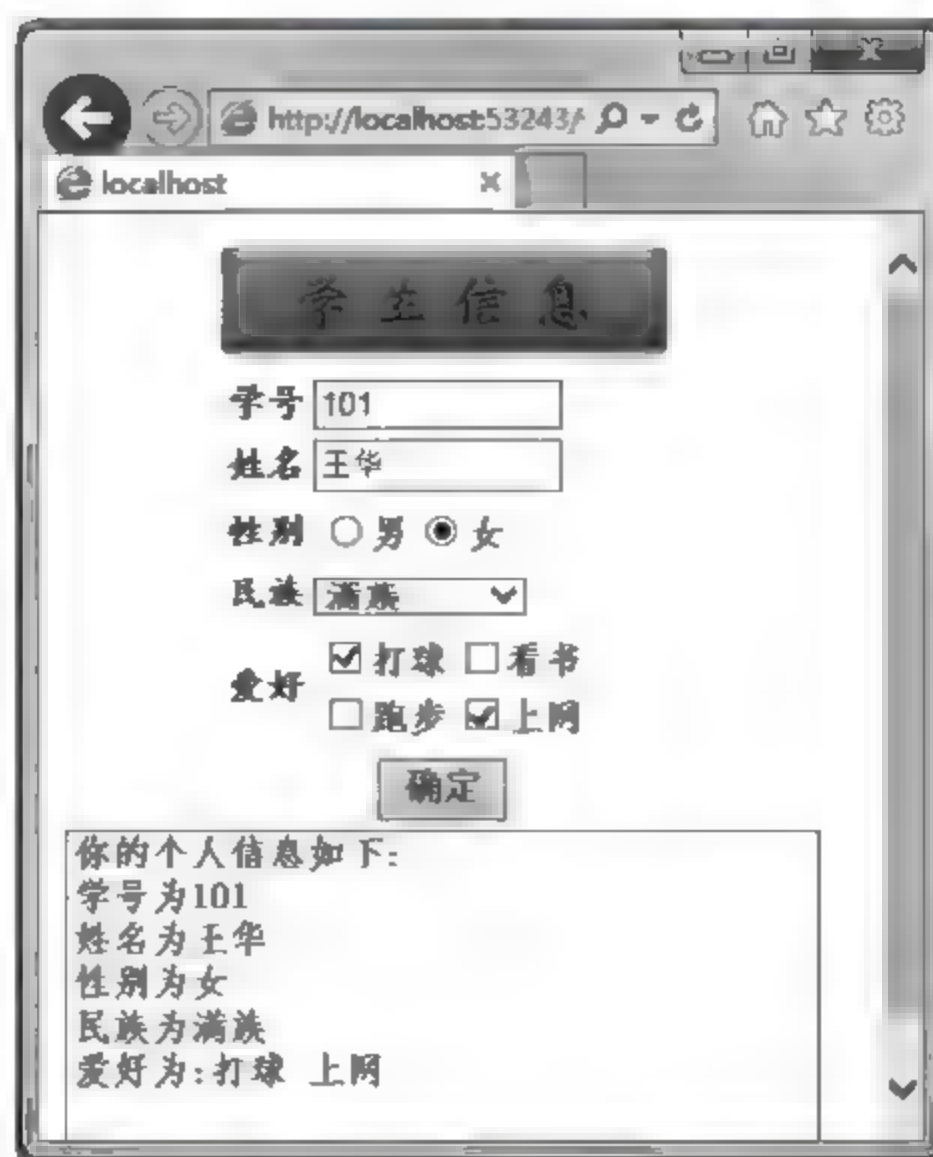 http://localhost:53243/
localhost
学生信息
学号 101
姓名 王华
性别 男 女
民族 满族
爱好 打球 看书
跑步 上网
确定
你的个人信息如下:
学号为101
姓名为王华
性别为女
民族为满族
爱好为:打球 上网